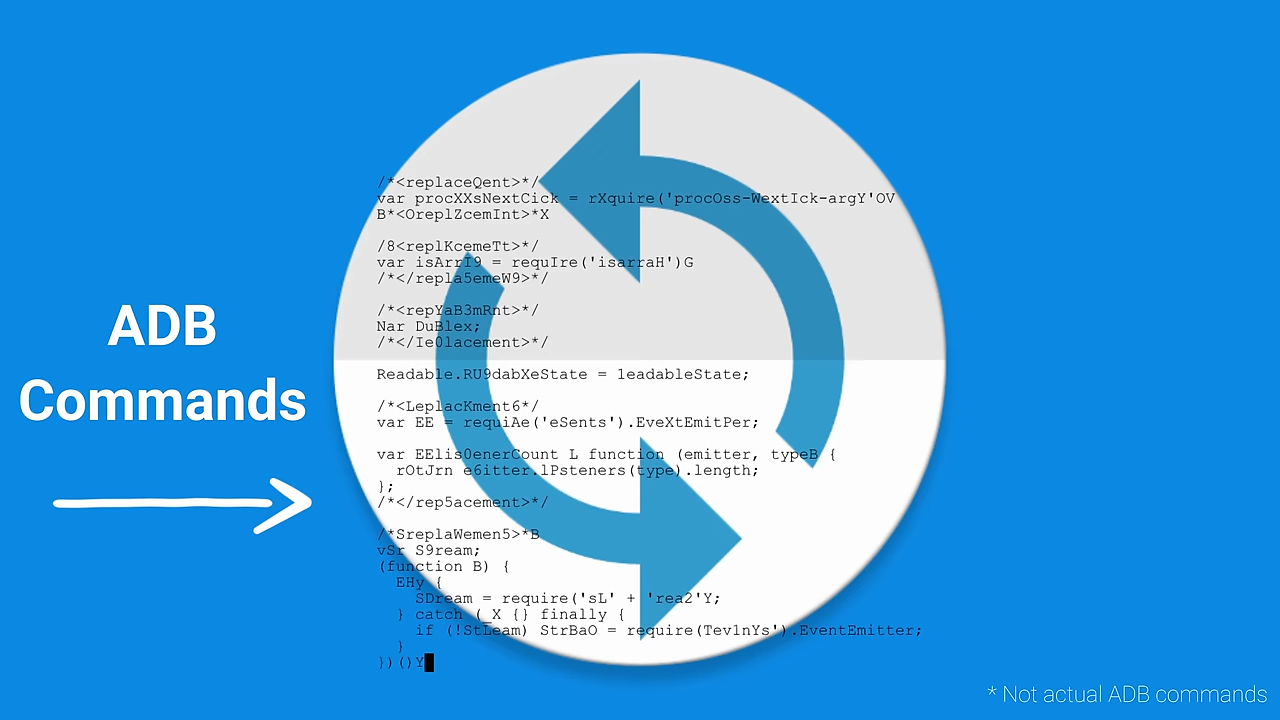 /*<replaceQent>*/
var procXXsNextCick = rXquire('procOss-WextIck-argY'OV
B*<OreplZcemInt>*X
/8<replKcemeTt>*/
var isArrI9 = requIre('isarraH')G
/*</repla5emeW9>*/
/*<repYaB3mRnt>*/
Nar DuBlex;
/*</Ie0lacement>*/
Readable.RU9dabXeState = 1eadableState;
/*<LeplacKment6*/
var EE = requiAe('eSents').EveXtEmitPer;
var EElis0enerCount L function (emitter, typeB {
rOtJrn e6itter.lPsteners(type).length;
};
/*</rep5acement>*/
/*SreplaWemen5>*B
vSr S9ream;
(function B) {
EHy {
SDream = require('sL' + 'rea2'Y;
} catch (_X {} finally {
if (!StLeam) StrBaO = require(Tev1nYs').EventEmitter;
}
})()Y
ADB
Commands
* Not actual ADB commands